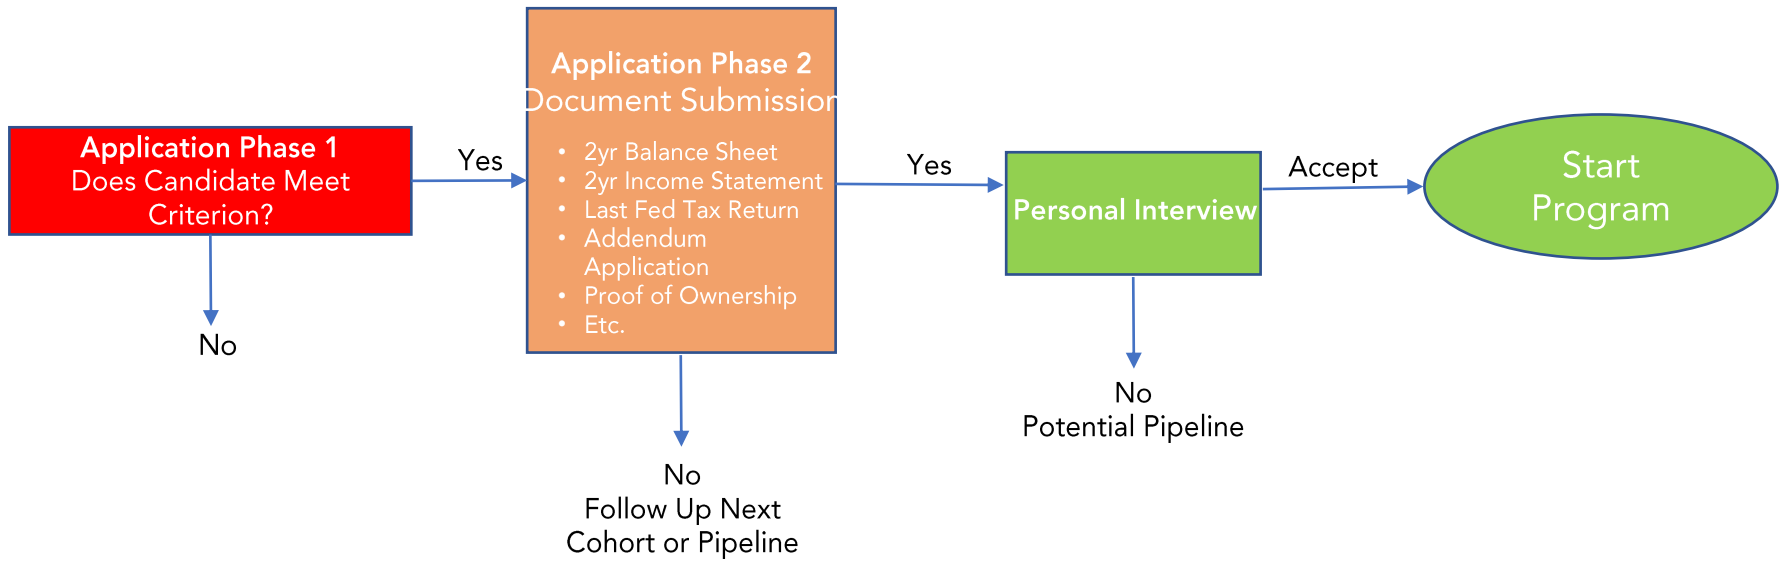 Application Phase 1
Does Candidate Meet
Criterion?
Yes
No
Application Phase 2
Document Submission
• 2yr Balance Sheet
• 2yr Income Statement
• Last Fed Tax Return
• Addendum
Application
• Proof of Ownership
• Etc.
Yes
No
Follow Up Next
Cohort or Pipeline
Personal Interview
Accept
No
Potential Pipeline
Start
Program